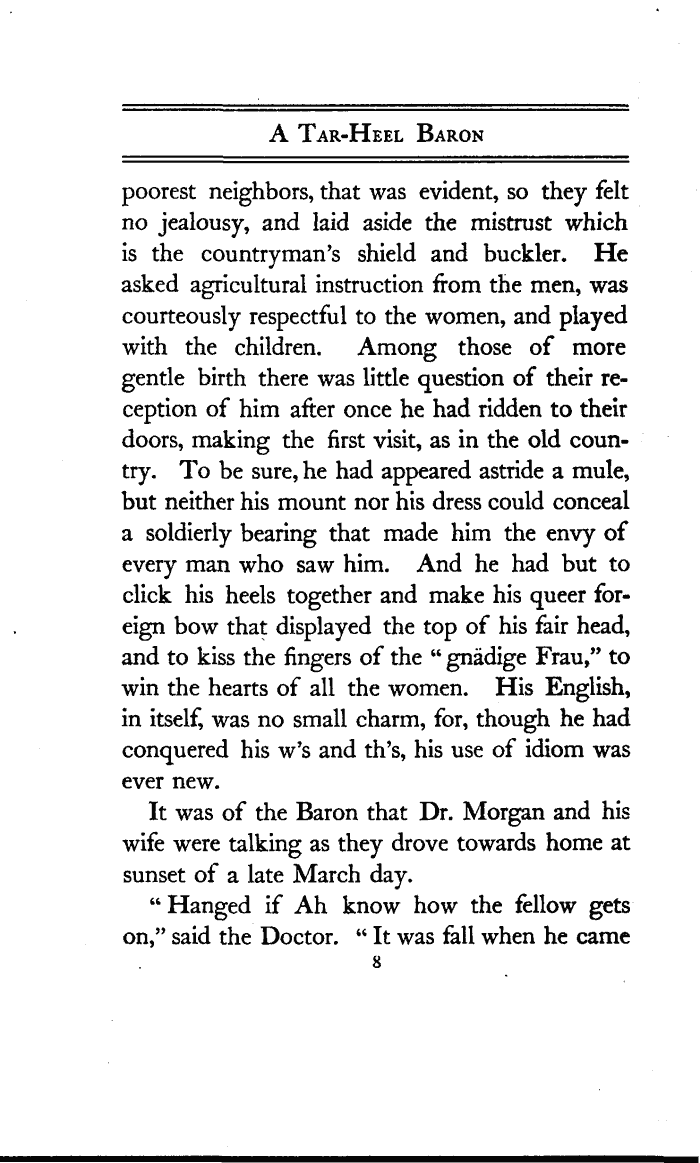 A Tar-Heel Baron
poorest neighbors, that was evident, so they felt
no jealousy, and laid aside the mistrust which
is the countryman's shield and buckler. He
asked agricultural instruction from the men, was
courteously respectful to the women, and played
with the children. Among those of more
gentle birth there was little question of their re-
ception of him after once he had ridden to their
doors, making the first visit, as in the old coun-
try. To be sure, he had appeared astride a mule,
but neither his mount nor his dress could conceal
a soldierly bearing that made him the envy of
every man who saw him. And he had but to
click his heels together and make his queer for-
eign bow that displayed the top of his fair head,
and to kiss the fingers of the “gnädige Frau,” to
win the hearts of all the women. His English,
in itself, was no small charm, for, though he had
conquered his w's and th's, his use of idiom was
ever new.
It was of the Baron that Dr. Morgan and his
wife were talking as they drove towards home at
sunset of a late March day.
“Hanged if Ah know how the fellow gets
on,” said the Doctor. “It was fall when he came
8